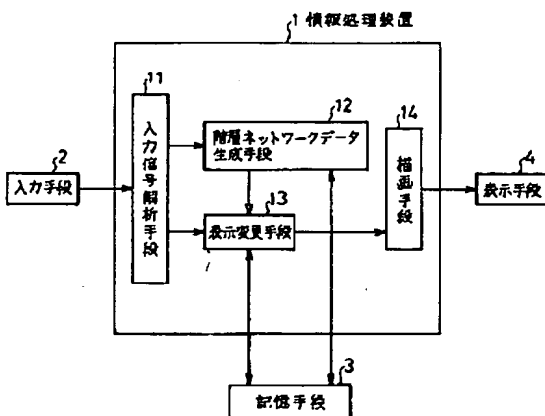 1 情報処理装置
11
入力信号解析手段
12
階層ネットワークデータ
生成手段
14
描画手段
2
入力手段
4
表示手段
13
表示変更手段
3
記憶手段